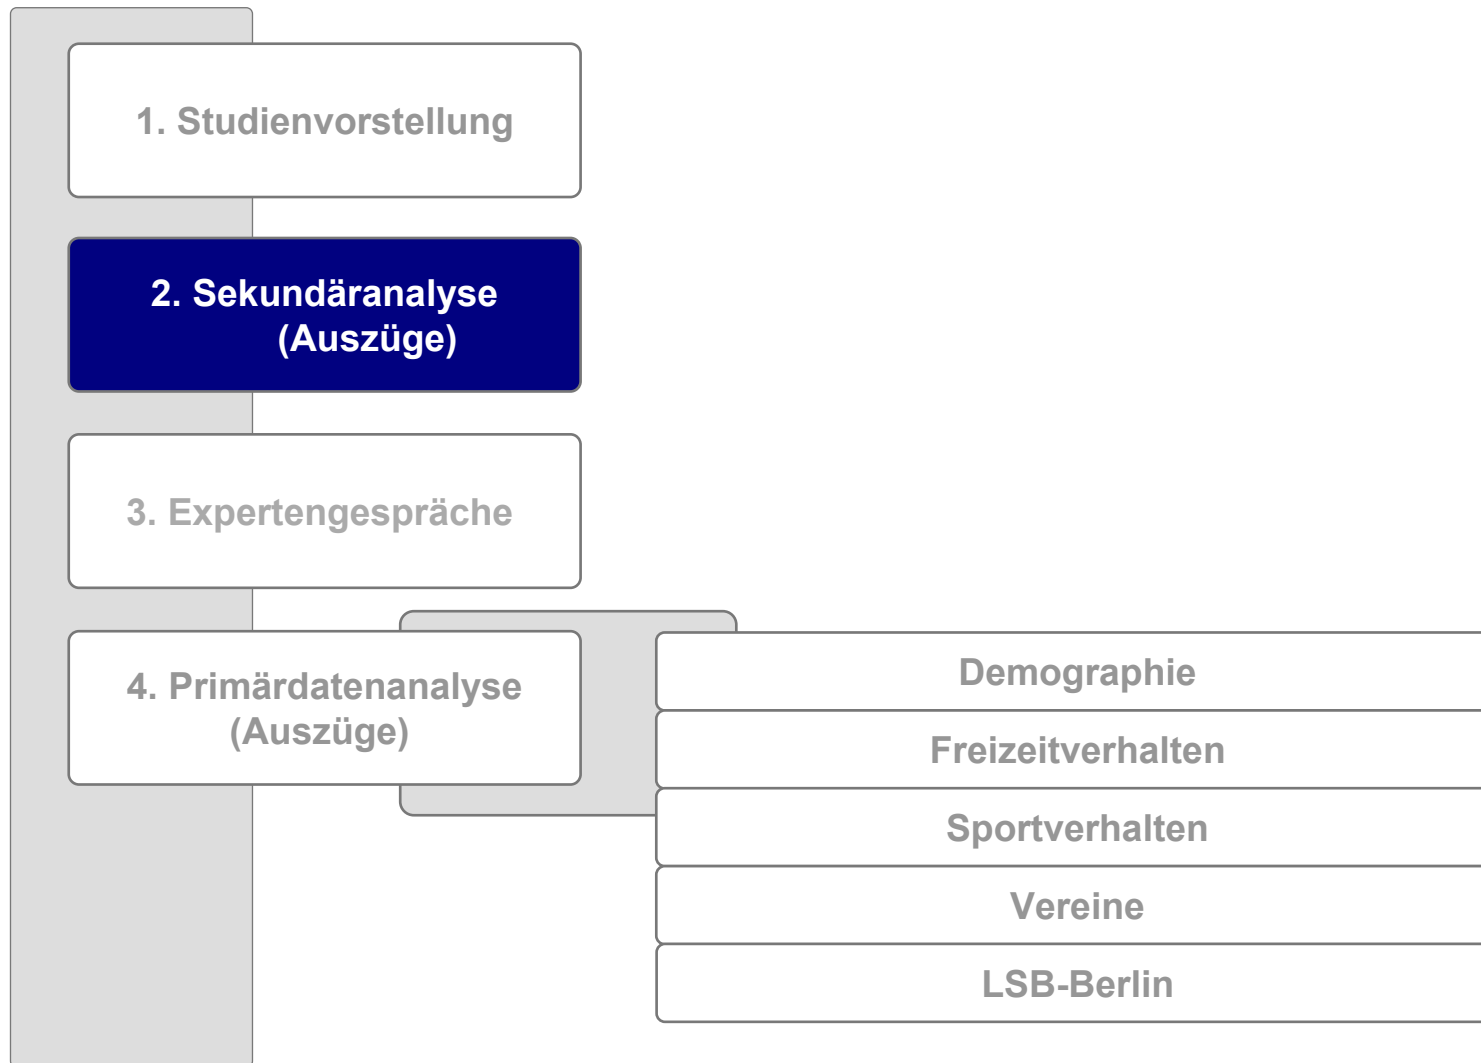 1. Studienvorstellung
2. Sekundäranalyse
(Auszüge)
3. Expertengespräche
4. Primärdatenanalyse
(Auszüge)
Demographie
Freizeitverhalten
Sportverhalten
Vereine
LSB-Berlin